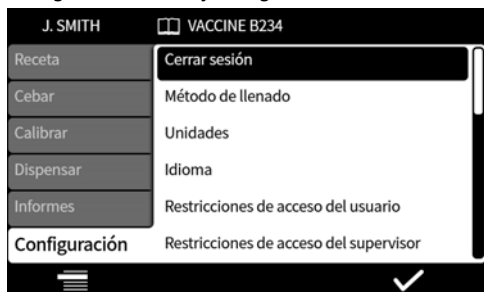 J. SMITH VACCINE B234
Receta
Cebar
Calibrar
Dispensar
Informes
Configuración
Cerrar sesión
Método de llenado
Unidades
Idioma
Restricciones de acceso del usuario
Restricciones de acceso del supervisor